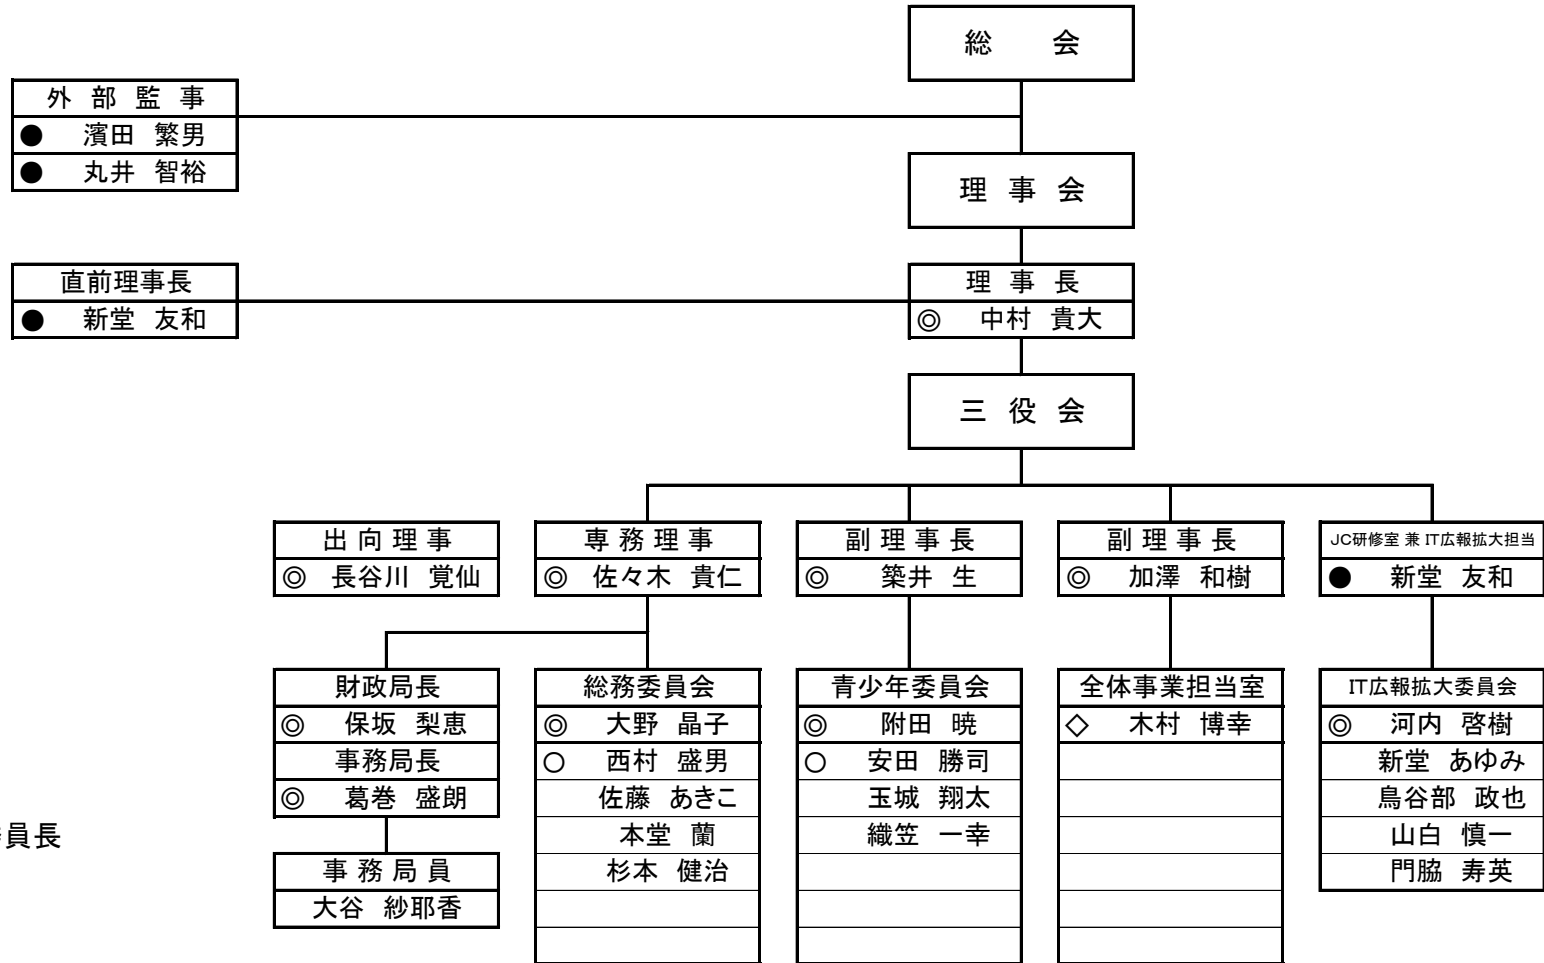 総 会
外 部 監 事
● 濱田 繁男
● 丸井 智裕
理 事 会
直前理事長
● 新堂 友和
理 事 長
◎ 中村 貴大
三 役 会
出 向 理 事
◎ 長谷川 覚仙
専 務 理 事
◎ 佐々木 貴仁
副 理 事 長
◎ 築井 生
副 理 事 長
◎ 加澤 和樹
JC研修室 兼 IT広報拡大担当
● 新堂 友和
財政局長
◎ 保坂 梨恵
事務局長
◎ 葛巻 盛朗
事 務 局 員
大谷 紗耶香
総務委員会
◎ 大野 晶子
○ 西村 盛男
佐藤 あきこ
本堂 蘭
杉本 健治
青少年委員会
◎ 附田 暁
○ 安田 勝司
玉城 翔太
織笠 一幸
全体事業担当室
◇ 木村 博幸
IT広報拡大委員会
◎ 河内 啓樹
新堂 あゆみ
鳥谷部 政也
山白 慎一
門脇 寿英
員長